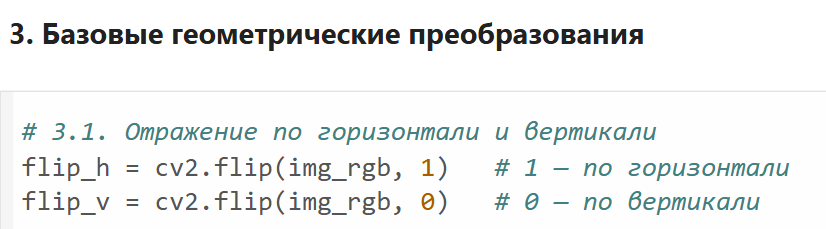 3. Базовые геометрические преобразования
# 3.1. Отражение по горизонтали и вертикали
flip_h = cv2.flip(img_rgb, 1)   # 1 — по горизонтали
flip_v = cv2.flip(img_rgb, 0)   # 0 — по вертикали